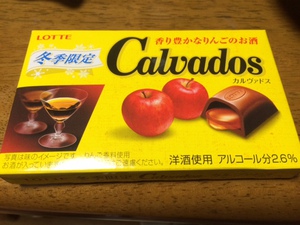 LOTTE
香り豊かなりんごのお酒
冬季限定
Calvados
カルヴァドス
洋酒使用 アルコール分2.6%